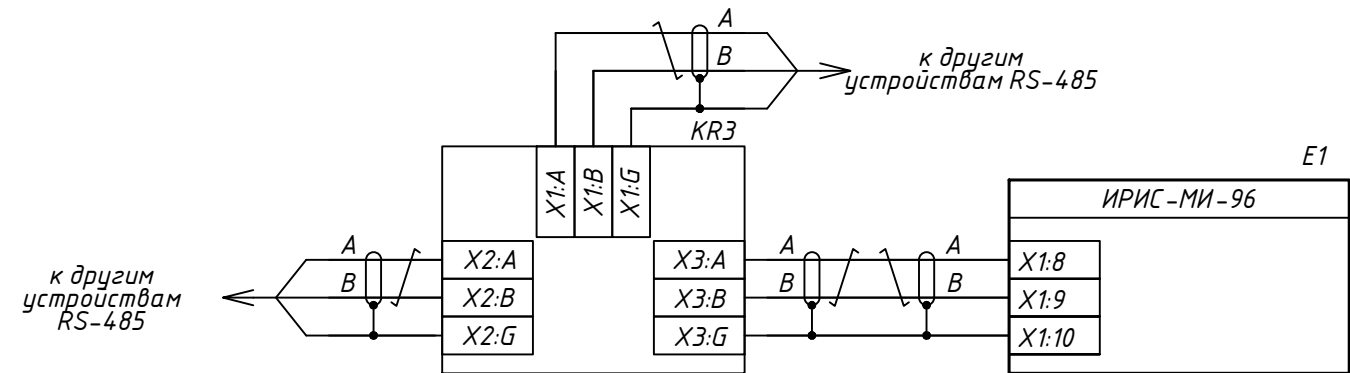 A
B
к другим
устройствам RS-485
KR3
E1
X1:A
X1:B
X1:G
ИРИС-МИ-96
A
B
X2:A
X2:B
X2:G
X3:A
X3:B
X3:G
A
B
A
B
X1:8
X1:9
X1:10
к другим
устройствам
RS-485